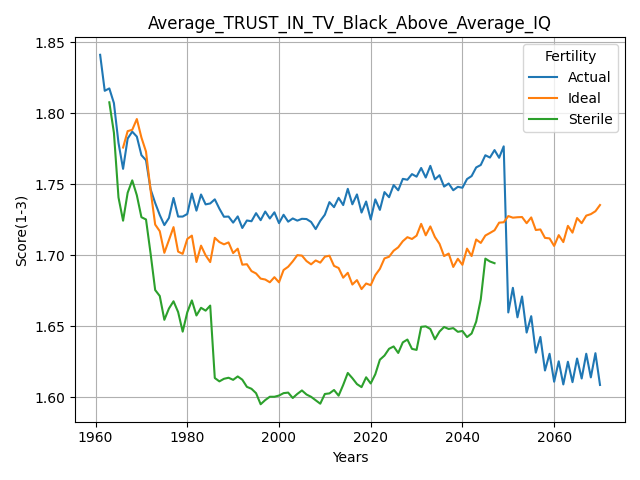 Average_TRUST_IN_TV_Black_Above_Average_IQ
Score(1-3)
1.85
1.80
1.75
1.70
1.65
1.60
Fertility
Actual
Ideal
Sterile
1960
1980
2000
2020
2040
2060
Years